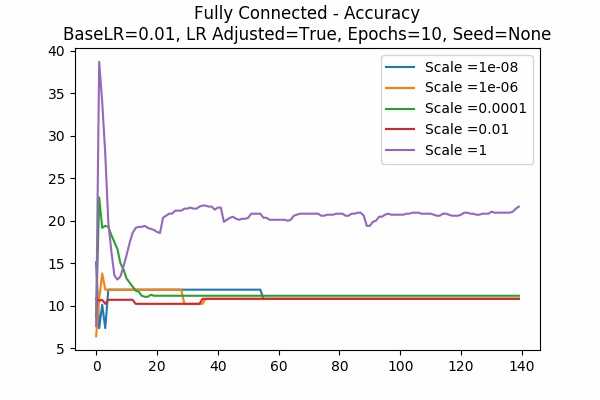 Fully Connected - Accuracy
BaseLR=0.01, LR Adjusted=True, Epochs=10, Seed=None
40
35
30
25
20
15
10
5
0
20
40
60
80
100
120
140
Scale =1e-08
Scale =1e-06
Scale =0.0001
Scale =0.01
Scale =1